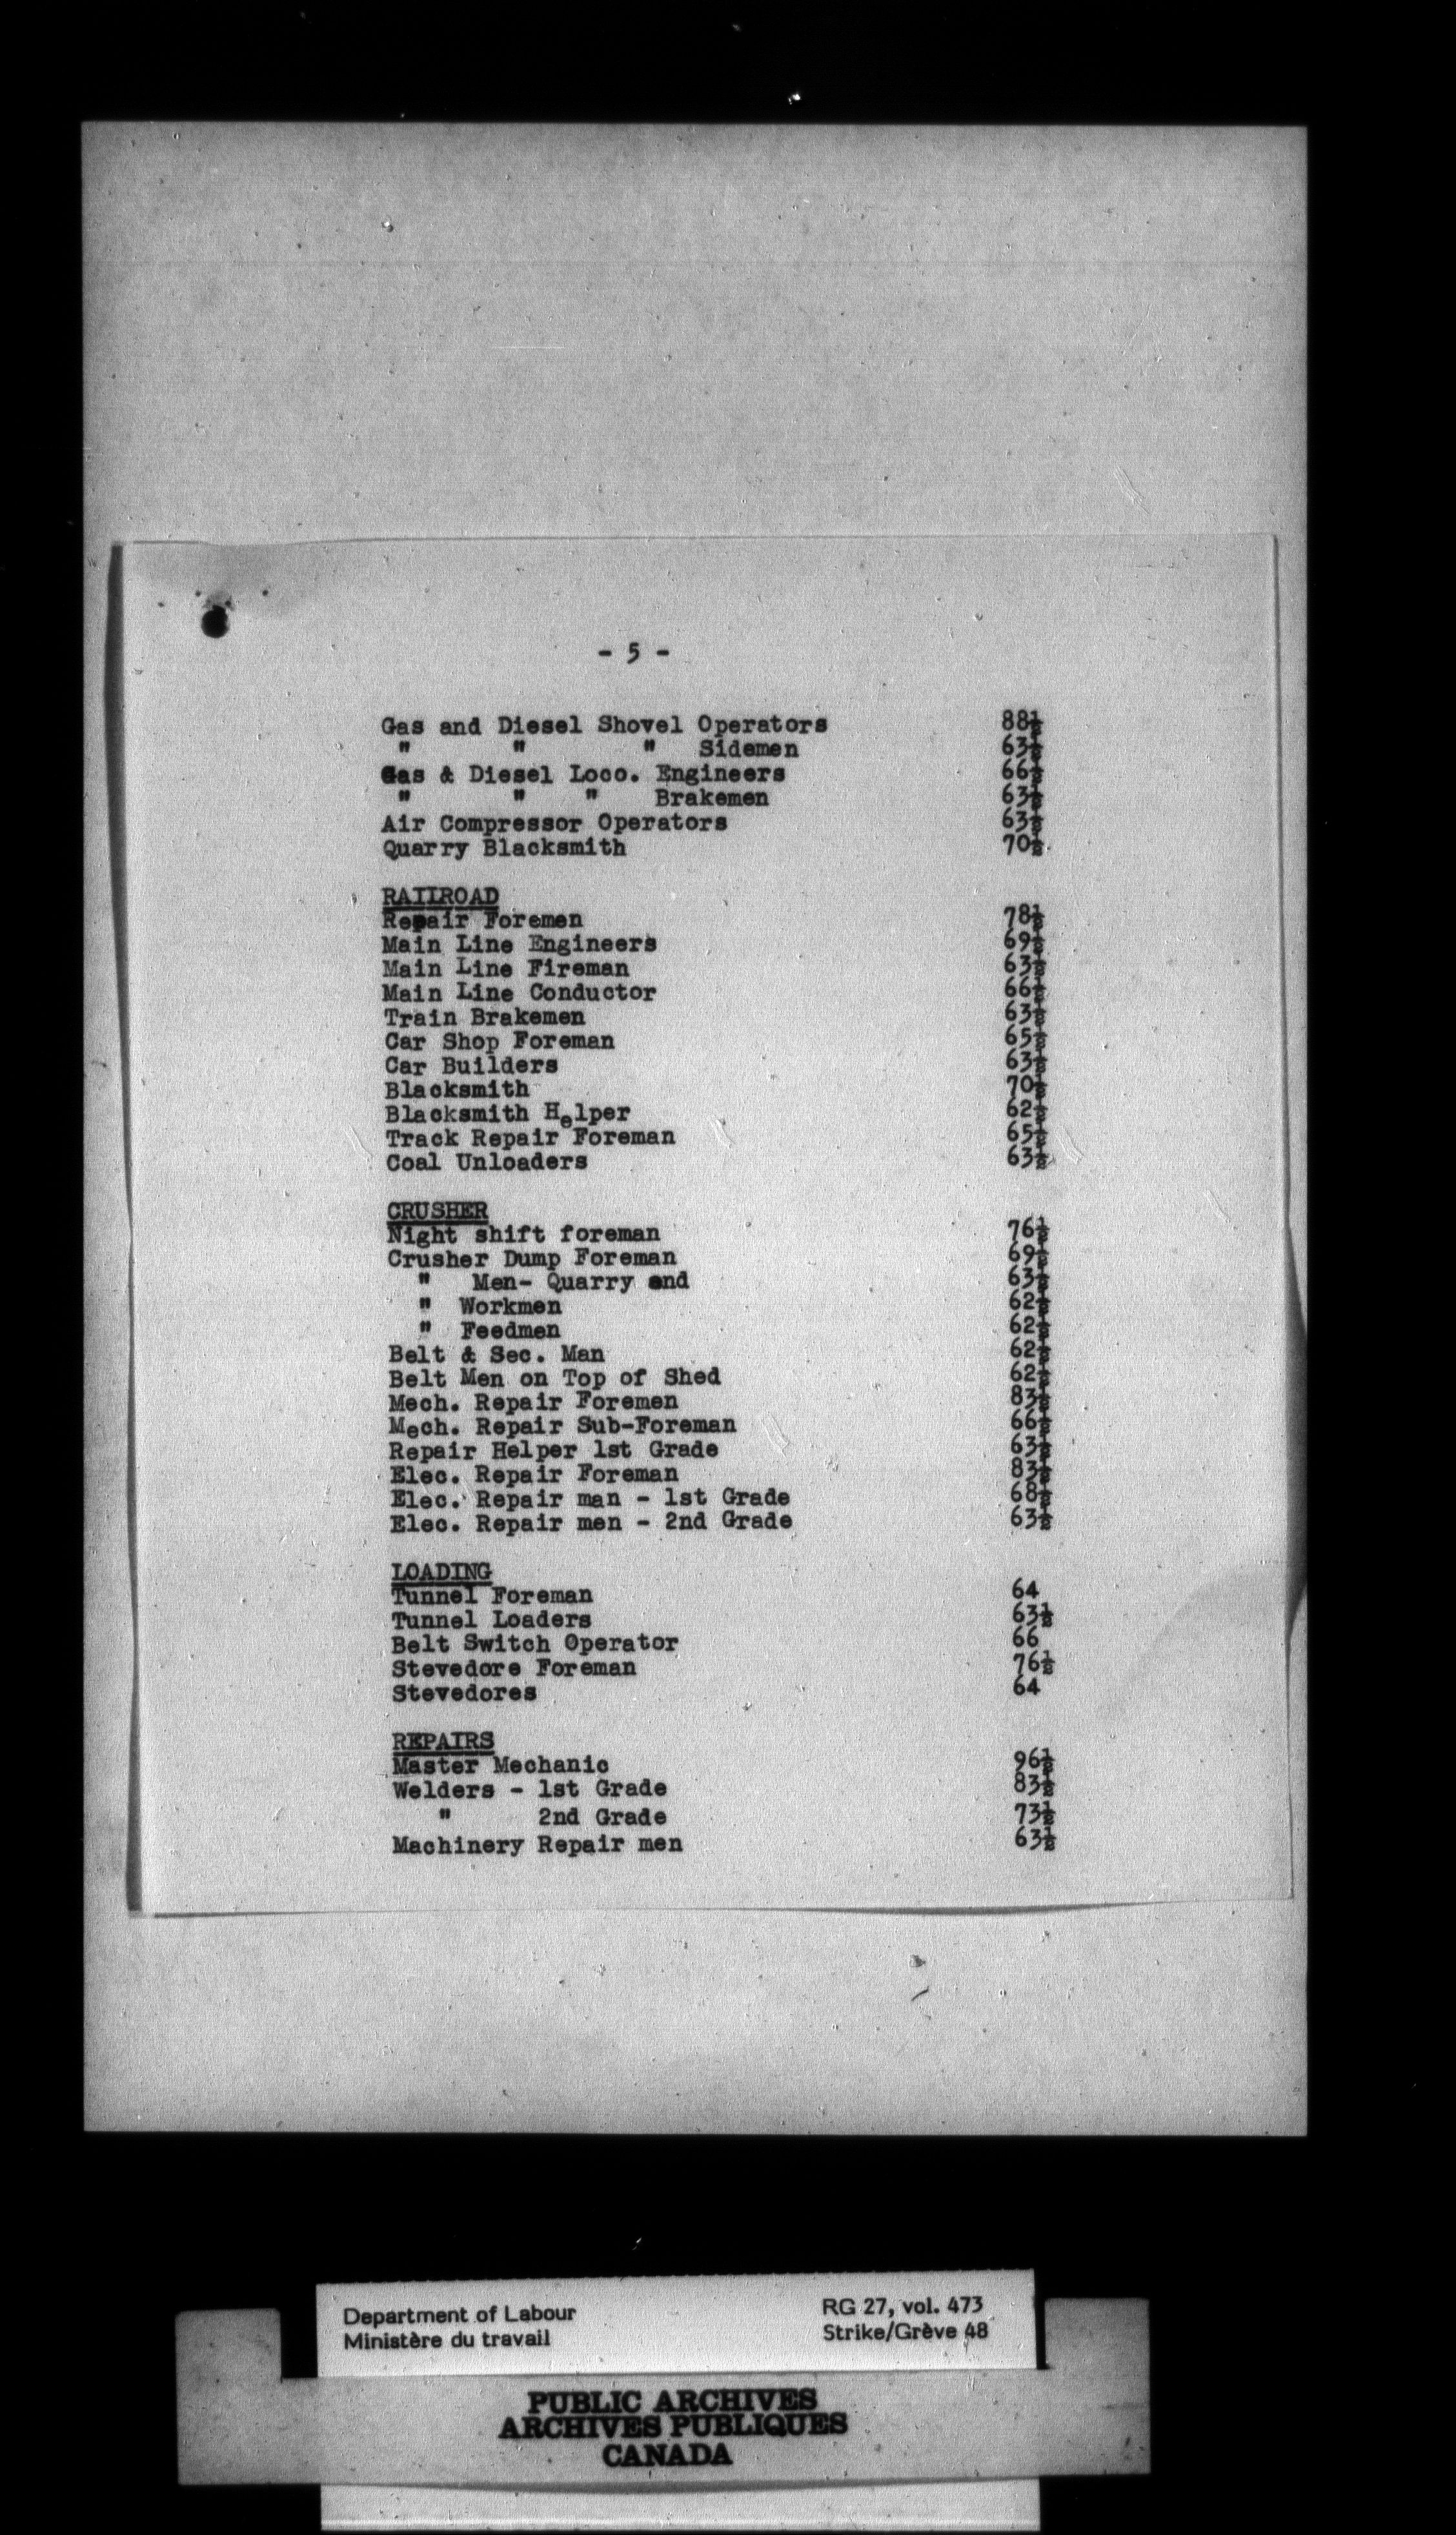 - 5 -
Gas and Diesel Shovel Operators 88½
" " " Sidemen 63½
Gas & Diesel Loco. Engineers 66½
" " " Brakemen 63½
Air Compressor Operators 63½
Quarry Blacksmith 70½
RAILROAD
Repair Foremen 78½
Main Line Engineers 69½
Main Line Fireman 63½
Main Line Conductor 66½
Train Brakemen 63½
Car Shop Foreman 65½
Car Builders 63½
Blacksmith 70½
Blacksmith Helper 62½
Track Repair Foreman 65½
Coal Unloaders 63½
CRUSHER
Night shift foreman 76½
Crusher Dump Foreman 69½
" Men- Quarry end 63½
" Workmen 62½
" Feedmen 62½
Belt & Sec. Man 62½
Belt Men on Top of Shed 62½
Mech. Repair Foremen 83½
Mech. Repair Sub-Foreman 66½
Repair Helper 1st Grade 63½
Elec. Repair Foreman 83½
Elec. Repair man - 1st Grade 68½
Elec. Repair men - 2nd Grade 63½
LOADING
Tunnel Foreman 64
Tunnel Loaders 63½
Belt Switch Operator 66
Stevedore Foreman 76½
Stevedores 64
REPAIRS
Master Mechanic 96½
Welders - 1st Grade 83½
" 2nd Grade 73½
Machinery Repair men 63½
Department of Labour RG 27, vol. 473
Ministère du travail Strike/Grève 48
PUBLIC ARCHIVES
ARCHIVES PUBLIQUES
CANADA